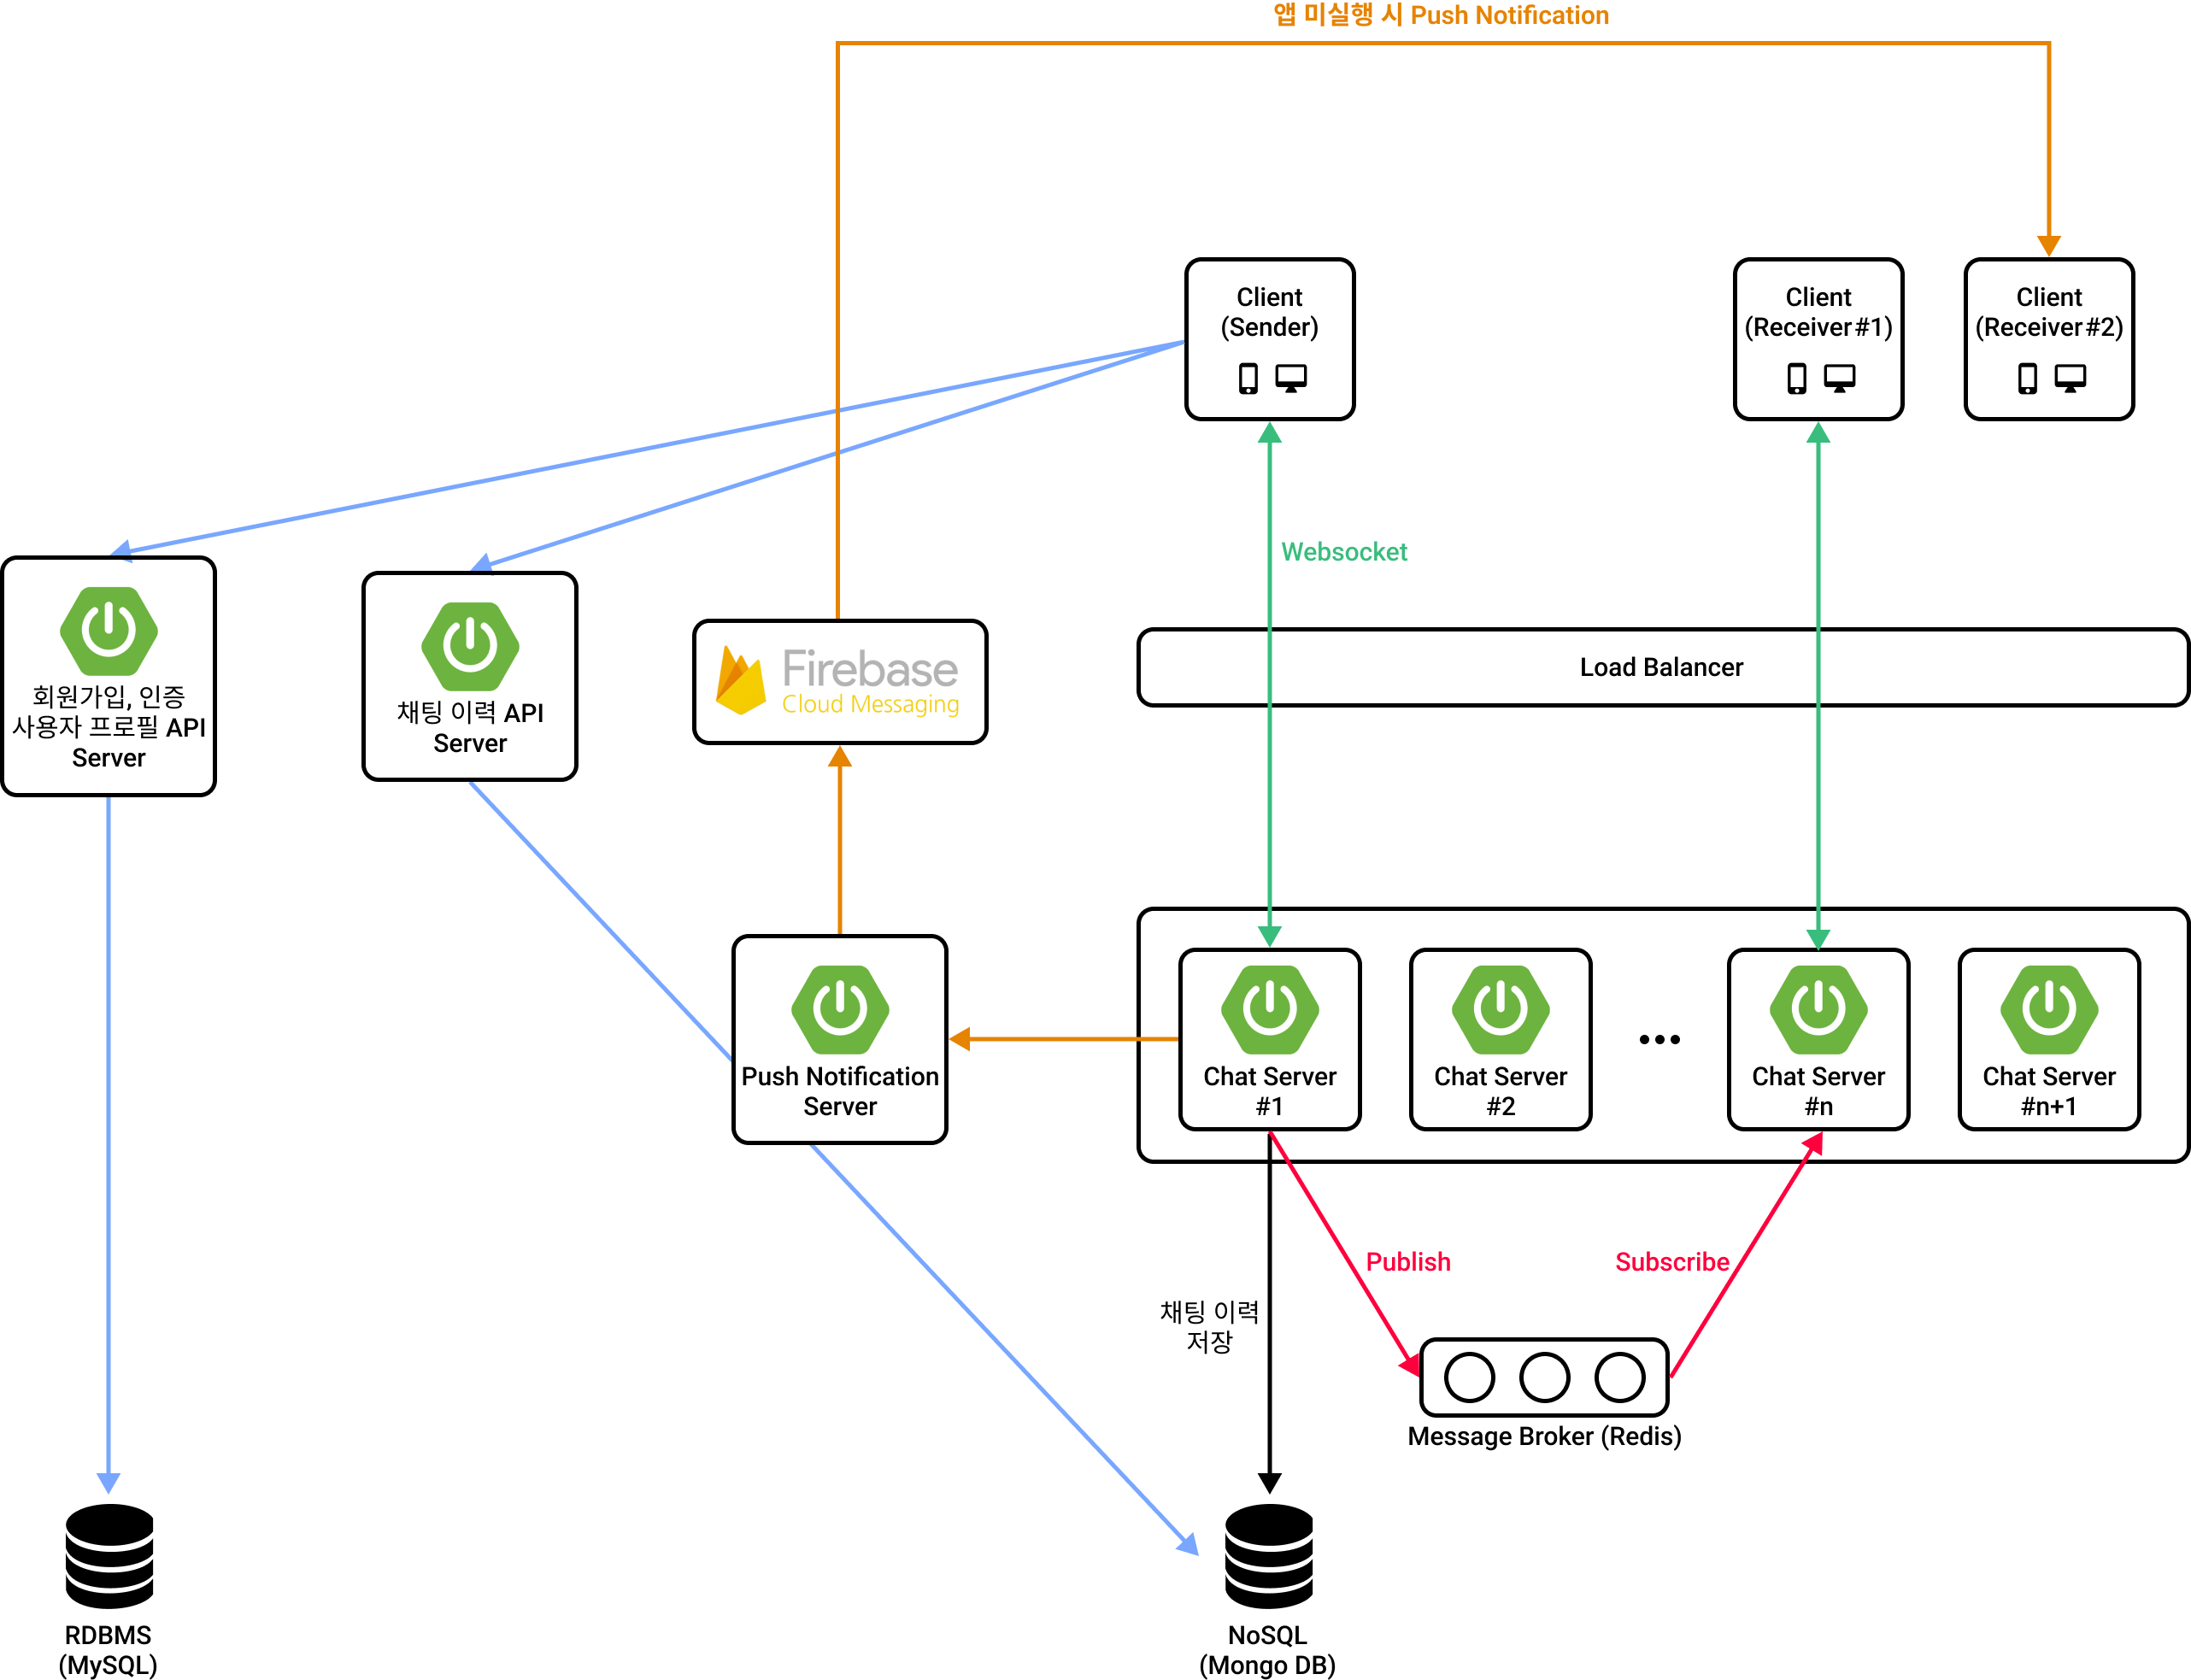 앱 미실행 시 Push Notification
Client
(Sender)
Client
(Receiver#1)
Client
(Receiver#2)
Websocket
회원가입, 인증
사용자 프로필 API
Server
채팅 이력 API
Server
Firebase
Cloud Messaging
Load Balancer
Push Notification
Server
Chat Server
#1
Chat Server
#2
•••
Chat Server
#n
Chat Server
#n+1
Publish
Subscribe
채팅 이력
저장
Message Broker (Redis)
RDBMS
(MySQL)
NoSQL
(Mongo DB)